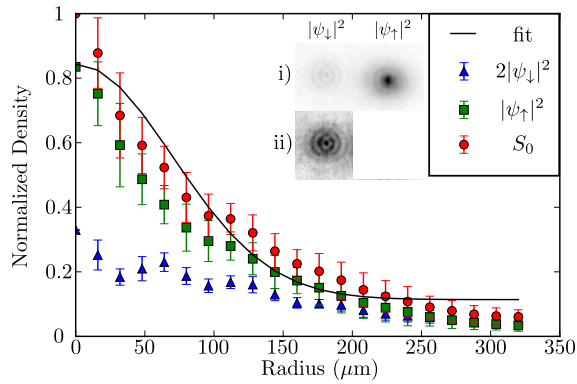 |ψ↓|² |ψ↑|²
i)
ii)
fit
2|ψ↓|²
|ψ↑|²
S₀
Normalized Density
1
0.8
0.6
0.4
0.2
0
0 50 100 150 200 250 300 350
Radius (μm)